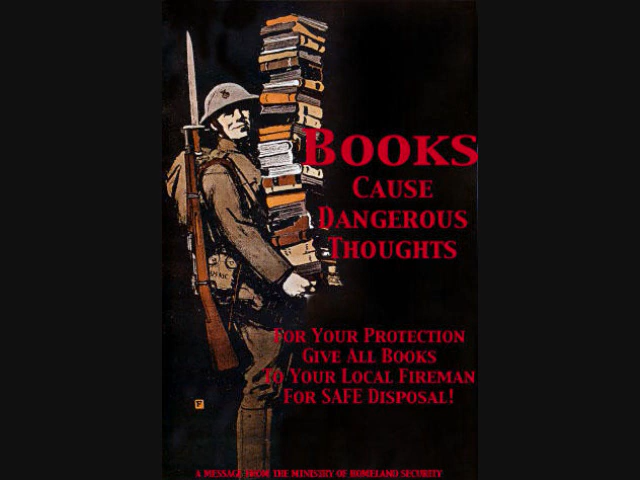 BOOKS
CAUSE
DANGEROUS
THOUGHTS
FOR YOUR PROTECTION
GIVE ALL BOOKS
TO YOUR LOCAL FIREMAN
FOR SAFE DISPOSAL!
F
A MESSAGE FROM THE MINISTRY OF HOMELAND SECURITY